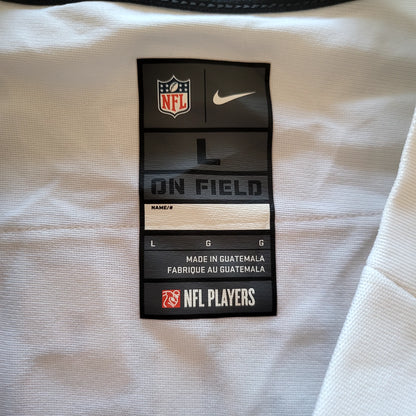 NFL
L
ON FIELD
NAME/#
L G G
MADE IN GUATEMALA
FABRIQUE AU GUATEMALA
NFL PLAYERS